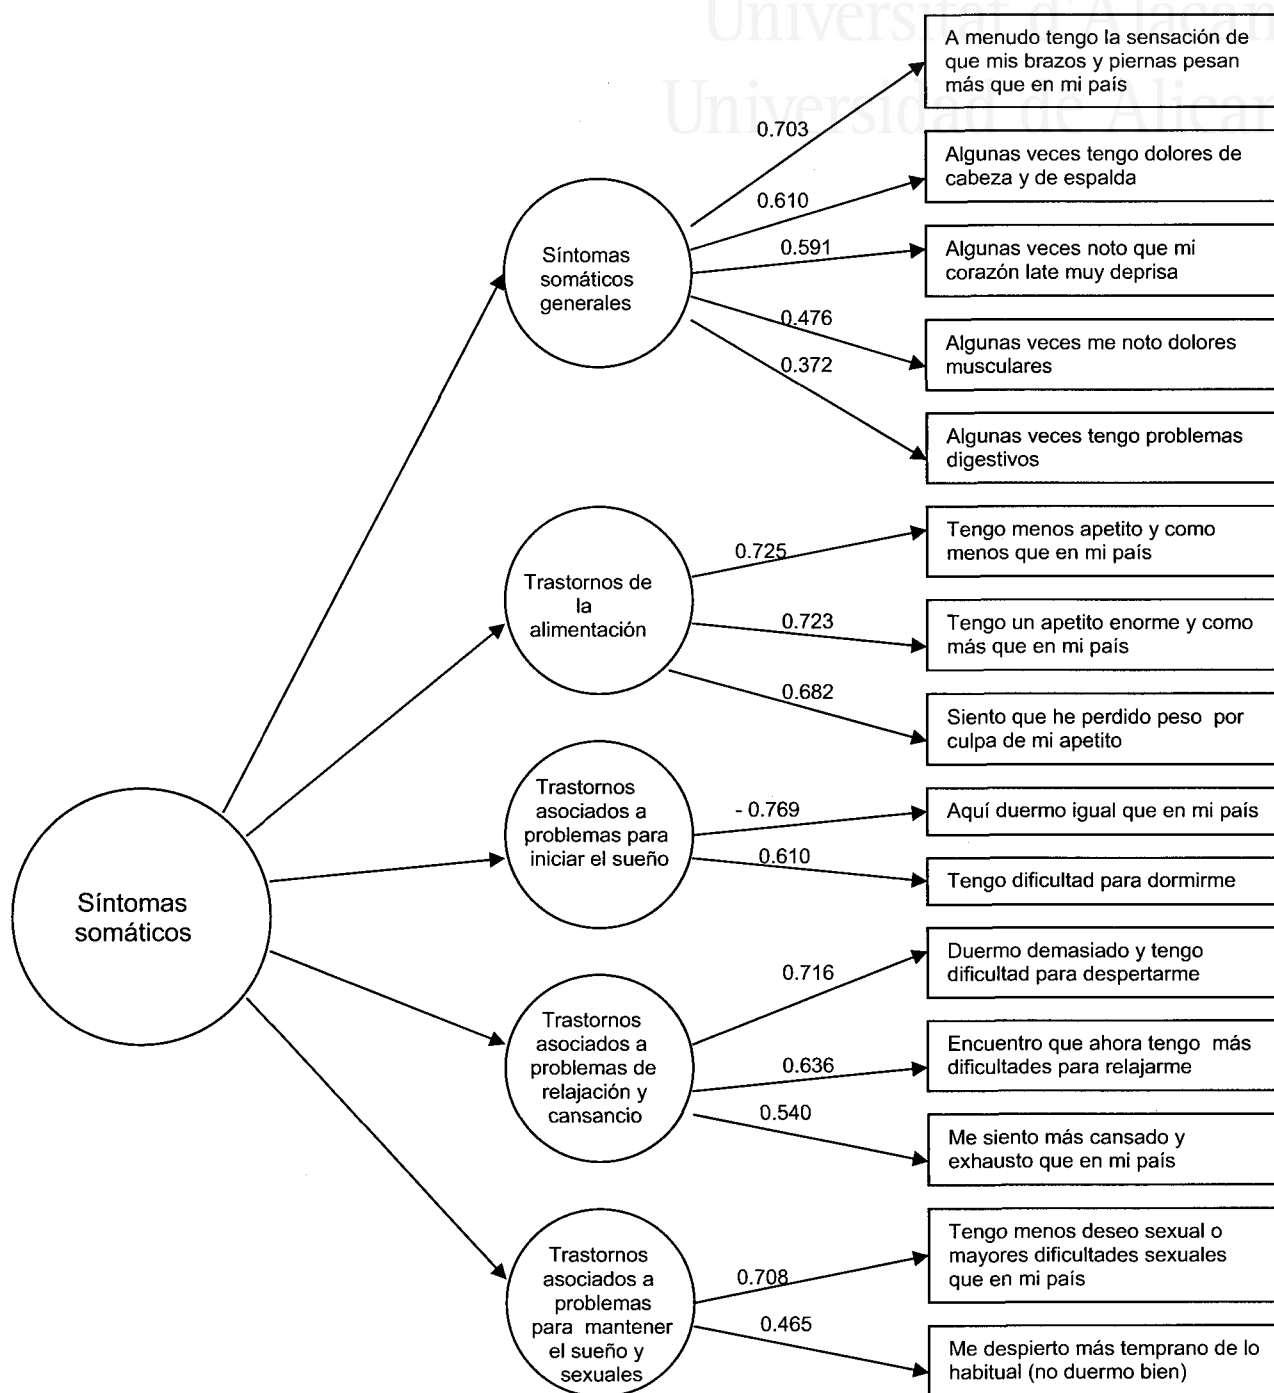 Universitat d'Alacan
Universidad de Alican
A menudo tengo la sensación de
que mis brazos y piernas pesan
más que en mi país
0.703
Algunas veces tengo dolores de
cabeza y de espalda
0.610
Síntomas
somáticos
generales
0.591
Algunas veces noto que mi
corazón late muy deprisa
0.476
Algunas veces me noto dolores
musculares
0.372
Algunas veces tengo problemas
digestivos
Trastornos de
la
alimentación
0.725
Tengo menos apetito y como
menos que en mi país
0.723
Tengo un apetito enorme y como
más que en mi país
0.682
Siento que he perdido peso por
culpa de mi apetito
Trastornos
asociados a
problemas para
iniciar el sueño
- 0.769
Aquí duermo igual que en mi país
0.610
Tengo dificultad para dormirme
Síntomas
somáticos
Trastornos
asociados a
problemas de
relajación y
cansancio
0.716
Duermo demasiado y tengo
dificultad para despertarme
0.636
Encuentro que ahora tengo más
dificultades para relajarme
0.540
Me siento más cansado y
exhausto que en mi país
Trastornos
asociados a
problemas
para mantener
el sueño y
sexuales
0.708
Tengo menos deseo sexual o
mayores dificultades sexuales
que en mi país
0.465
Me despierto más temprano de lo
habitual (no duermo bien)